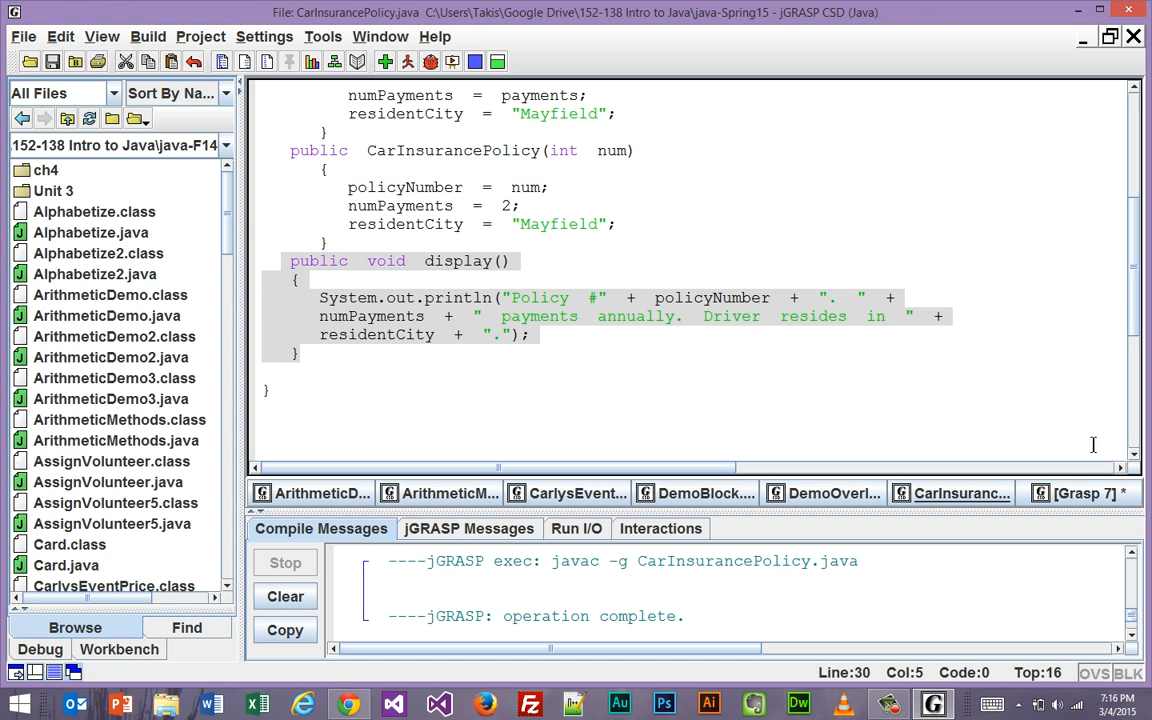 File: CarInsurancePolicy.java C:\Users\Takis\Google Drive\152-138 Intro to Java\java-Spring15 - jGRASP CSD (Java)
File Edit View Build Project Settings Tools Window Help
All Files Sort By Na...
.152-138 Intro to Java\java-F14
ch4
Unit 3
Alphabetize.class
Alphabetize.java
Alphabetize2.class
Alphabetize2.java
ArithmeticDemo.class
ArithmeticDemo.java
ArithmeticDemo2.class
ArithmeticDemo2.java
ArithmeticDemo3.class
ArithmeticDemo3.java
ArithmeticMethods.class
ArithmeticMethods.java
AssignVolunteer.class
AssignVolunteer.java
AssignVolunteer5.class
AssignVolunteer5.java
Card.class
Card.java
CarlysEventPrice.class
Browse Find
Debug Workbench
numPayments = payments;
residentCity = "Mayfield";
}
public CarInsurancePolicy(int num)
{
policyNumber = num;
numPayments = 2;
residentCity = "Mayfield";
}
public void display()
{
System.out.println("Policy #" + policyNumber + ". " +
numPayments + " payments annually. Driver resides in " +
residentCity + ".");
}
}
ArithmeticD... ArithmeticM... CarlysEvent... DemoBlock.... DemoOverl... CarInsuranc... [Grasp 7] *
Compile Messages jGRASP Messages Run I/O Interactions
Stop
Clear
Copy
----jGRASP exec: javac -g CarInsurancePolicy.java
----jGRASP: operation complete.
Line:30 Col:5 Code:0 Top:16 OVS BLK
7:16 PM
3/4/2015